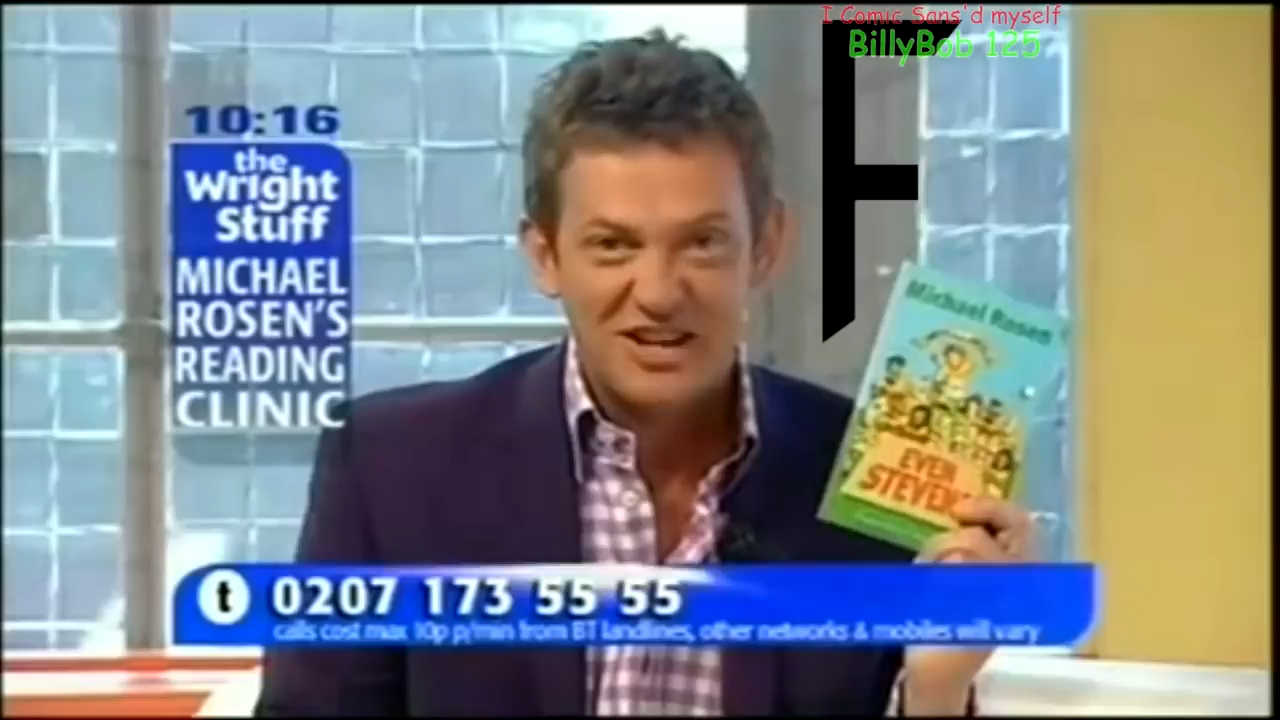 I Comic Sans'd myself
BillyBob 125
F
10:16
the
Wright
Stuff
MICHAEL
ROSEN'S
READING
CLINIC
Michael Rosen
EVEN
STEVENS
t 0207 173 55 55
calls cost max 10p p/min from BT landlines, other networks & mobiles will vary